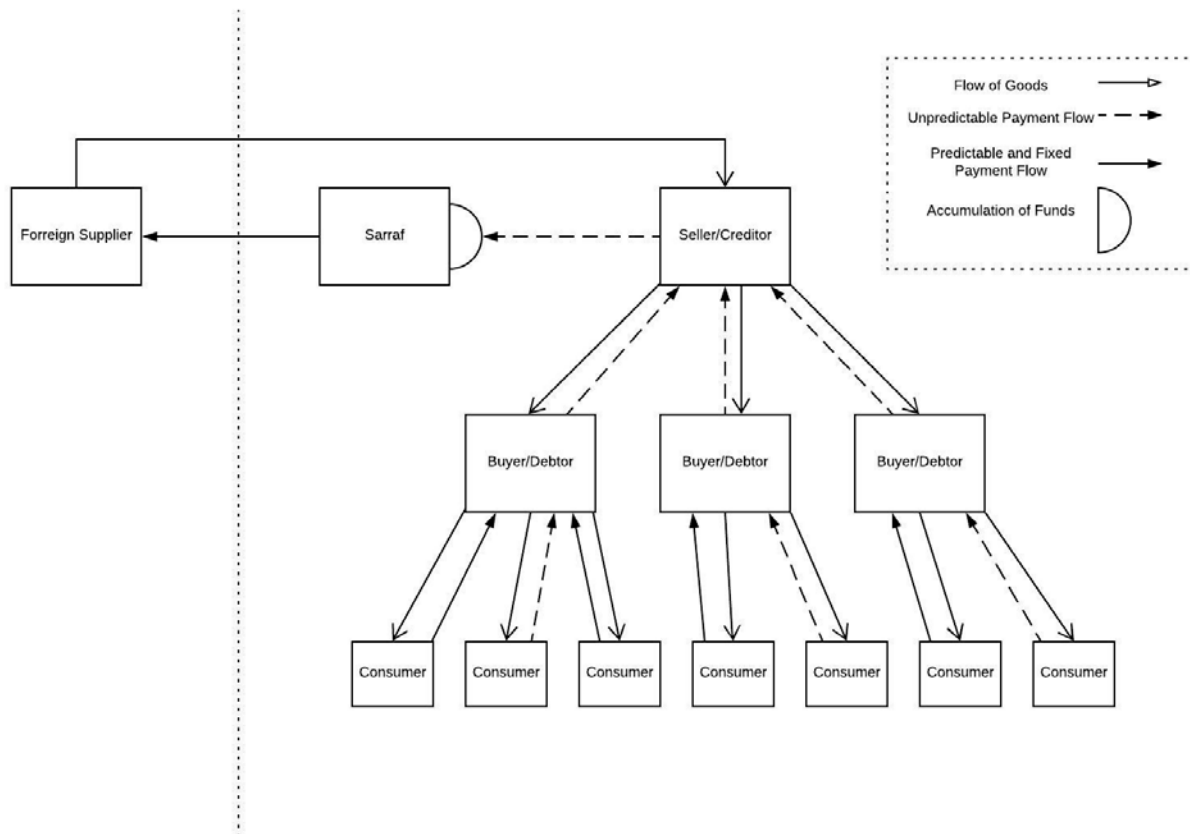 Flow of Goods
Unpredictable Payment Flow
Predictable and Fixed
Payment Flow
Accumulation of Funds
Forreign Supplier
Sarraf
Seller/Creditor
Buyer/Debtor
Buyer/Debtor
Buyer/Debtor
Consumer
Consumer
Consumer
Consumer
Consumer
Consumer
Consumer